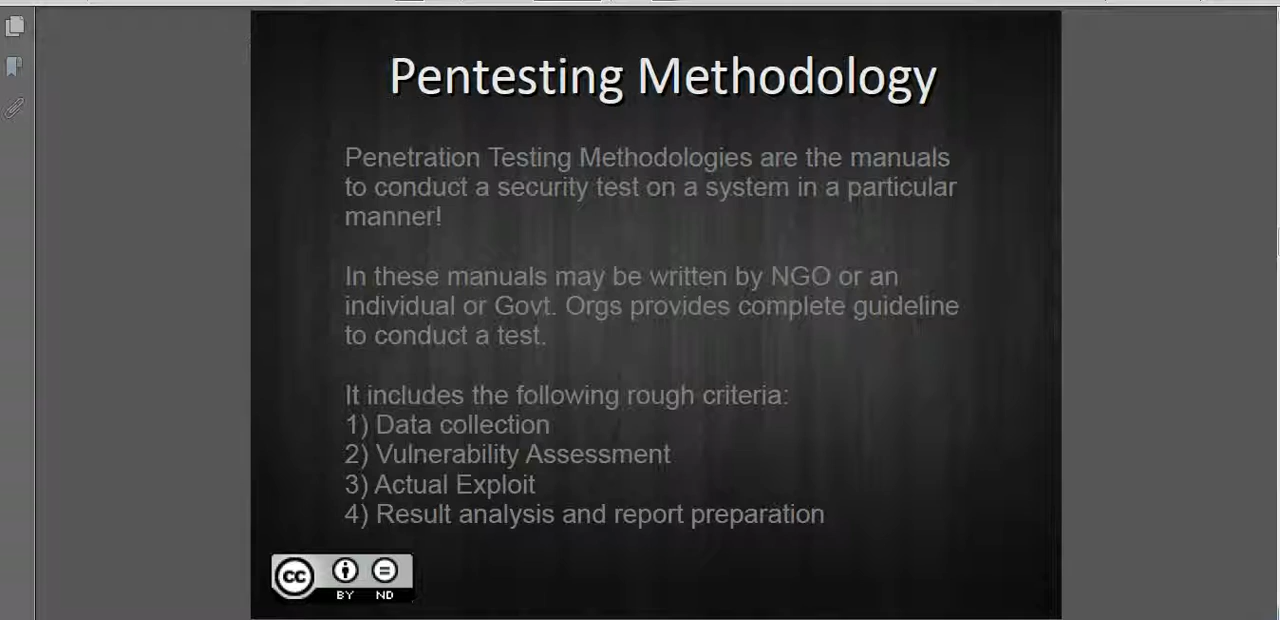 Pentesting Methodology
Penetration Testing Methodologies are the manuals
to conduct a security test on a system in a particular
manner!
In these manuals may be written by NGO or an
individual or Govt. Orgs provides complete guideline
to conduct a test.
It includes the following rough criteria:
1) Data collection
2) Vulnerability Assessment
3) Actual Exploit
4) Result analysis and report preparation
cc
BY ND